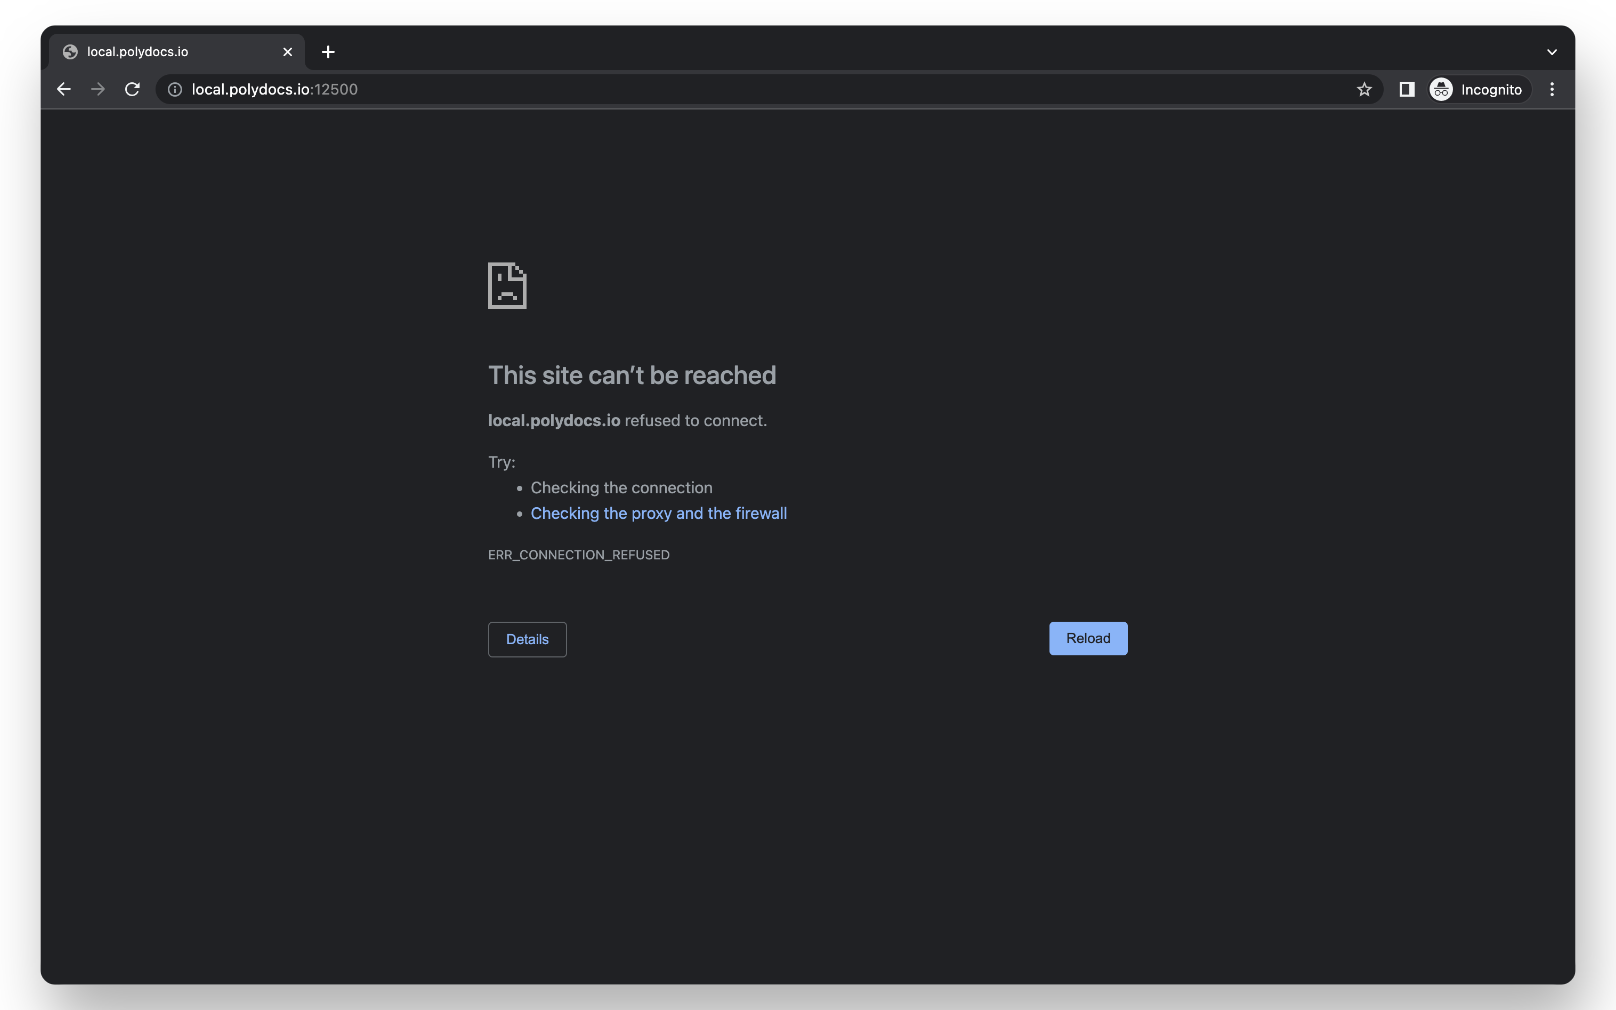 local.polydocs.io
local.polydocs.io:12500
Incognito
This site can’t be reached
local.polydocs.io refused to connect.
Try:
• Checking the connection
• Checking the proxy and the firewall
ERR_CONNECTION_REFUSED
Details
Reload